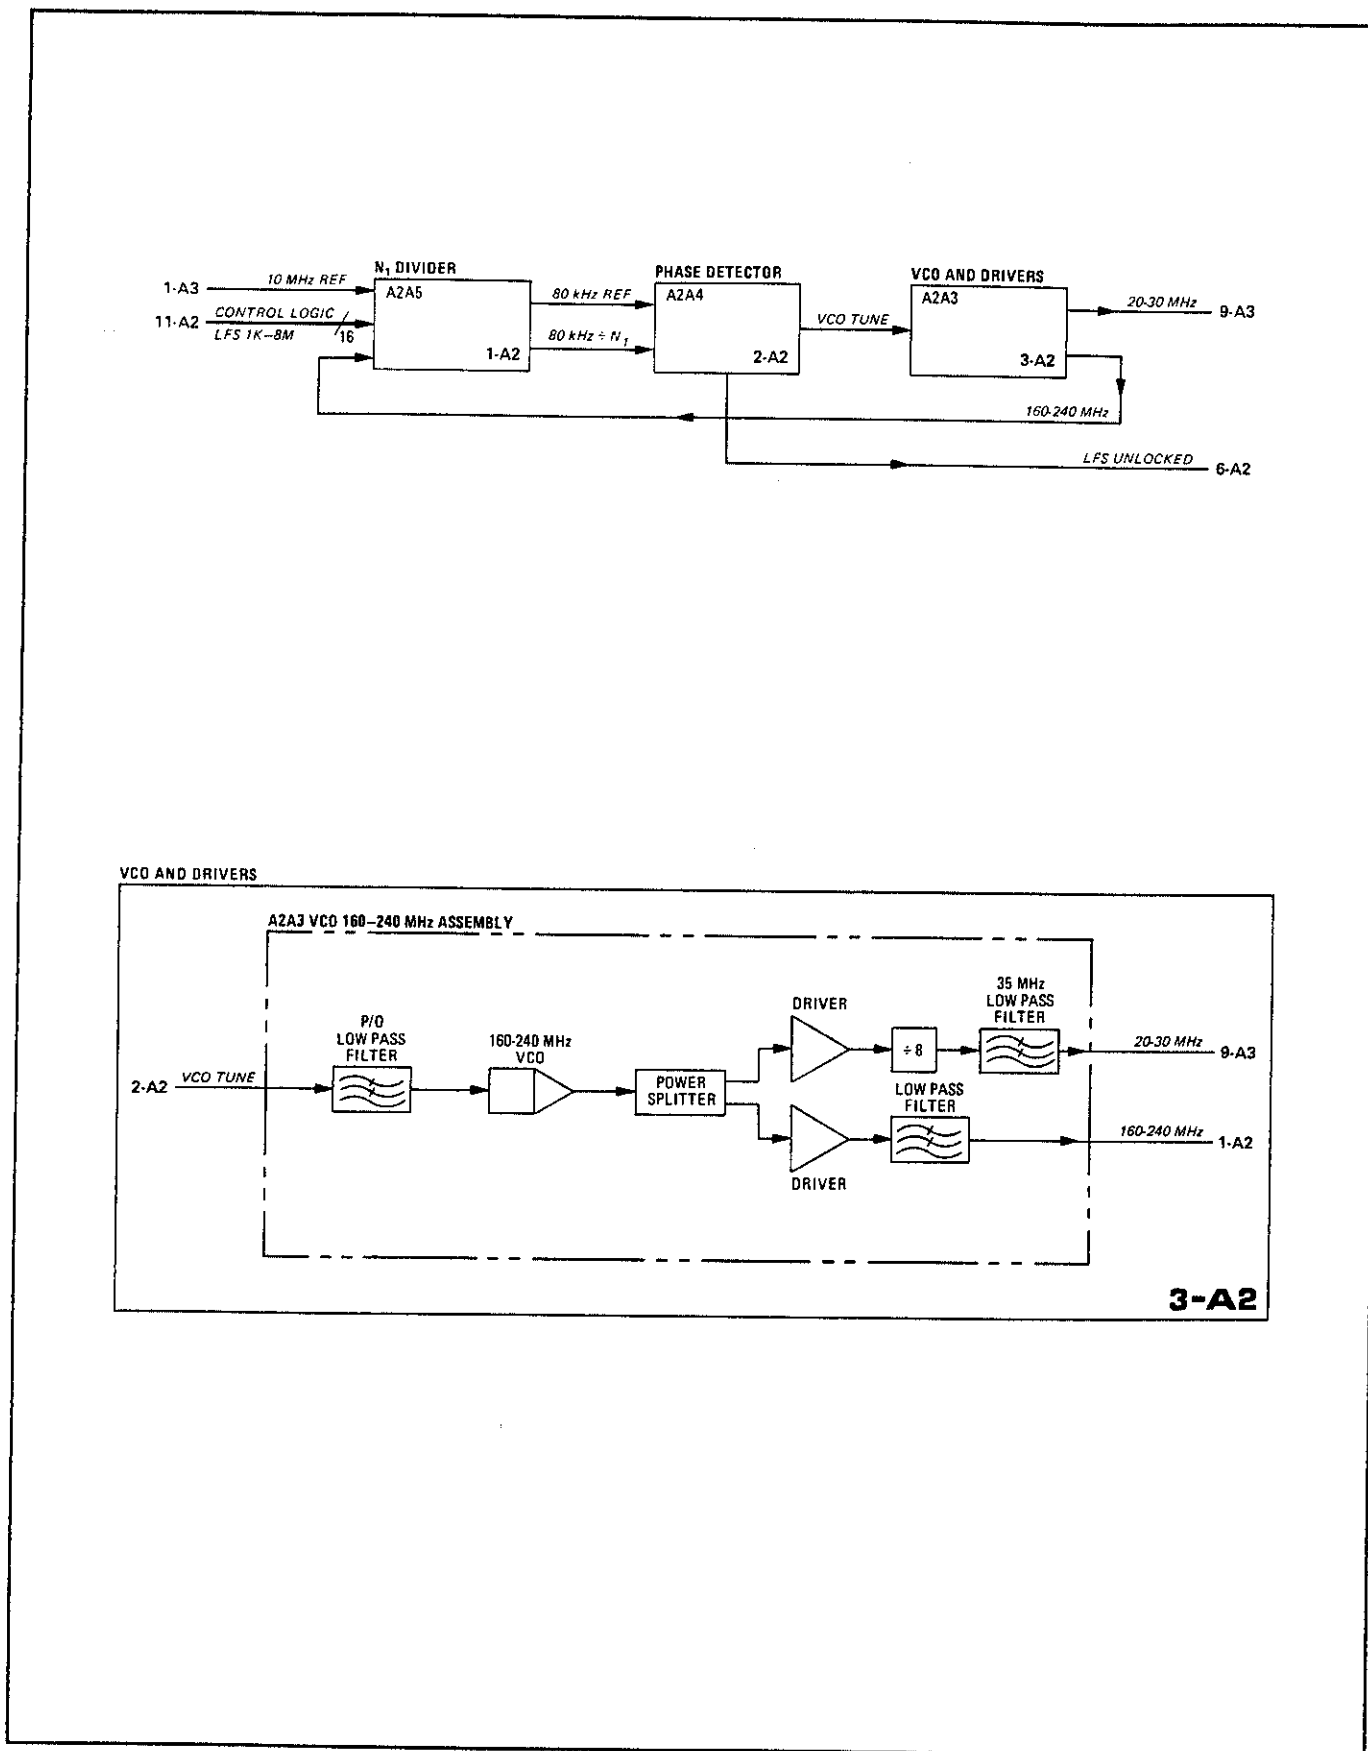 N₁ DIVIDER
PHASE DETECTOR
VCO AND DRIVERS
1-A3
10 MHz REF
A2A5
80 kHz REF
A2A4
A2A3
20-30 MHz
9-A3
11-A2
CONTROL LOGIC
LFS 1K–8M
16
VCO TUNE
1-A2
80 kHz ÷ N₁
2-A2
3-A2
160-240 MHz
LFS UNLOCKED
6-A2
VCO AND DRIVERS
A2A3 VCO 160–240 MHz ASSEMBLY
P/O
LOW PASS
FILTER
160-240 MHz
VCO
DRIVER
35 MHz
LOW PASS
FILTER
÷ 8
20-30 MHz
9-A3
2-A2
VCO TUNE
POWER
SPLITTER
LOW PASS
FILTER
160-240 MHz
1-A2
DRIVER
3-A2